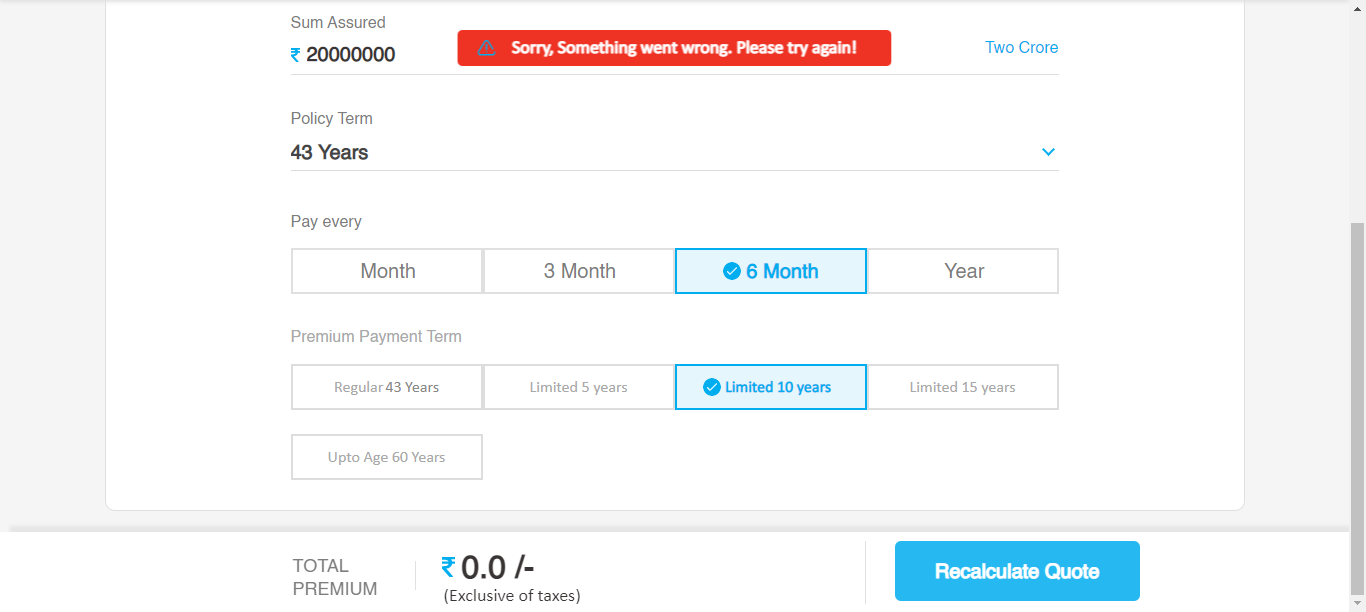 Sum Assured
₹ 20000000
Sorry, Something went wrong. Please try again!
Two Crore
Policy Term
43 Years
Pay every
Month
3 Month
6 Month
Year
Premium Payment Term
Regular 43 Years
Limited 5 years
Limited 10 years
Limited 15 years
Upto Age 60 Years
TOTAL
PREMIUM
₹ 0.0 /-
(Exclusive of taxes)
Recalculate Quote